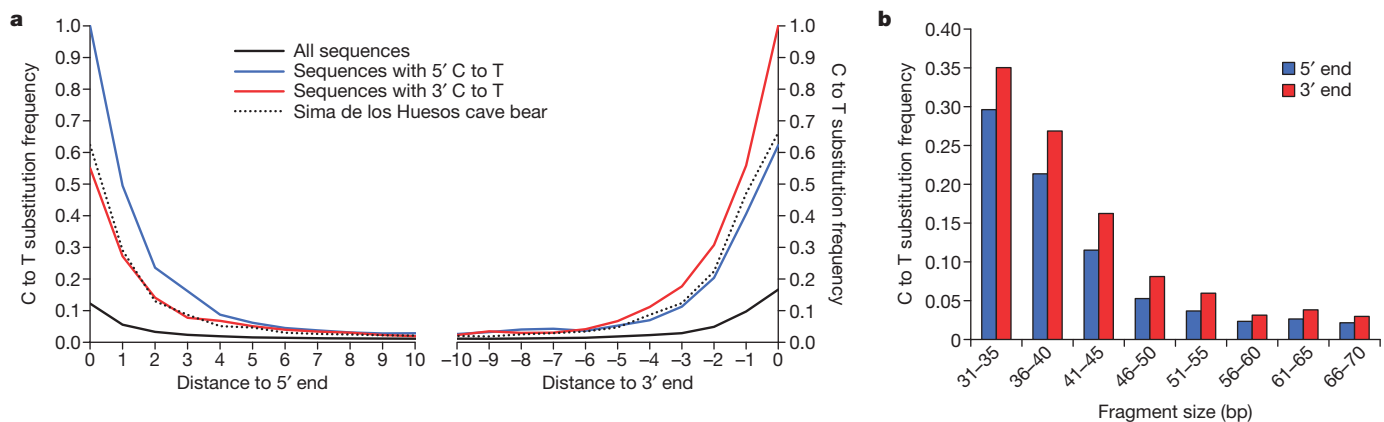 a
1.0
0.9
0.8
0.7
0.6
0.5
0.4
0.3
0.2
0.1
0.0
C to T substitution frequency
All sequences
Sequences with 5′ C to T
Sequences with 3′ C to T
Sima de los Huesos cave bear
0 1 2 3 4 5 6 7 8 9 10
Distance to 5′ end
1.0
0.9
0.8
0.7
0.6
0.5
0.4
0.3
0.2
0.1
0.0
C to T substitution frequency
–10 –9 –8 –7 –6 –5 –4 –3 –2 –1 0
Distance to 3′ end
b
0.40
0.35
0.30
0.25
0.20
0.15
0.10
0.05
0
C to T substitution frequency
5′ end
3′ end
31–35 36–40 41–45 46–50 51–55 56–60 61–65 66–70
Fragment size (bp)